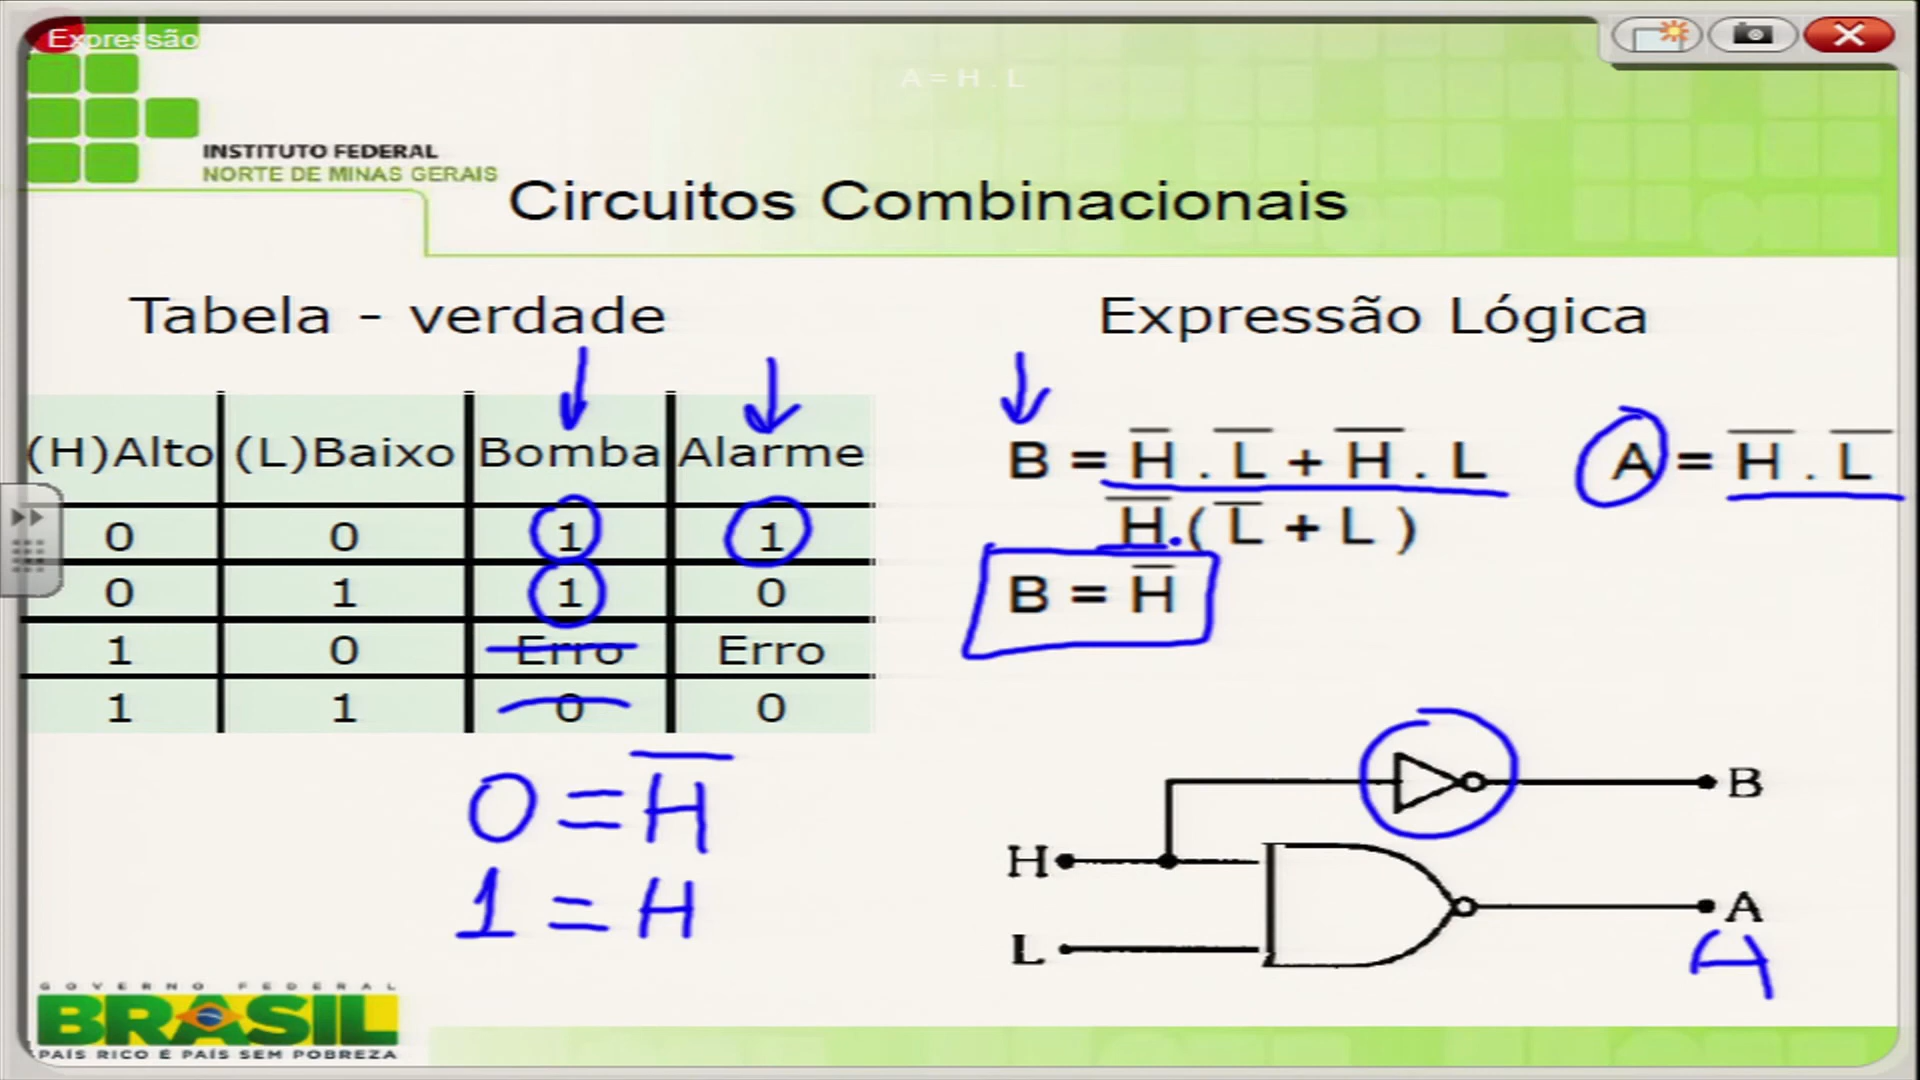 Expressão
A = H . L
INSTITUTO FEDERAL
NORTE DE MINAS GERAIS
Circuitos Combinacionais
Tabela - verdade
Expressão Lógica
(H)Alto (L)Baixo Bomba Alarme
0 0 1 1
0 1 1 0
1 0 Erro Erro
1 1 0 0
B = H̅ . L̅ + H̅ . L
A = H̅ . L̅
H̅ . ( L̅ + L )
B = H̅
0 = H̅
1 = H
B
H
A
L
A
GOVERNO FEDERAL
BRASIL
PAÍS RICO É PAÍS SEM POBREZA